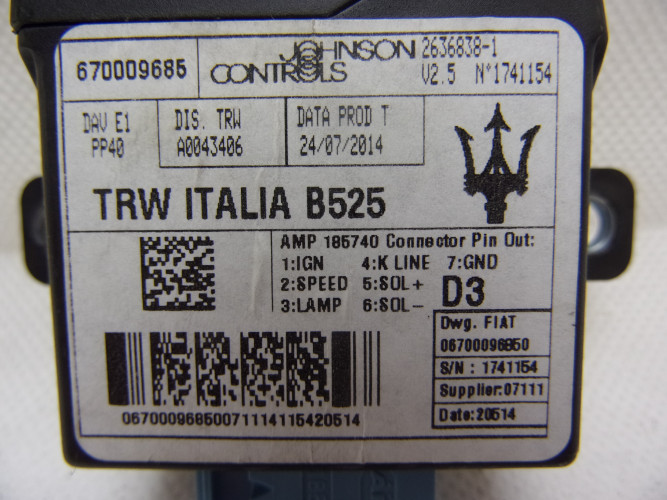 670009685
JOHNSON CONTROLS
2636838-1
V2.5 N°1741154
DAV E1
PP40
DIS. TRW
A0043406
DATA PROD T
24/07/2014
TRW ITALIA B525
AMP 185740 Connector Pin Out:
1:IGN 4:K LINE 7:GND
2:SPEED 5:SOL+
3:LAMP 6:SOL-
D3
Dwg. FIAT
06700096850
S/N : 1741154
Supplier:07111
Date:20514
06700096850071114115420514